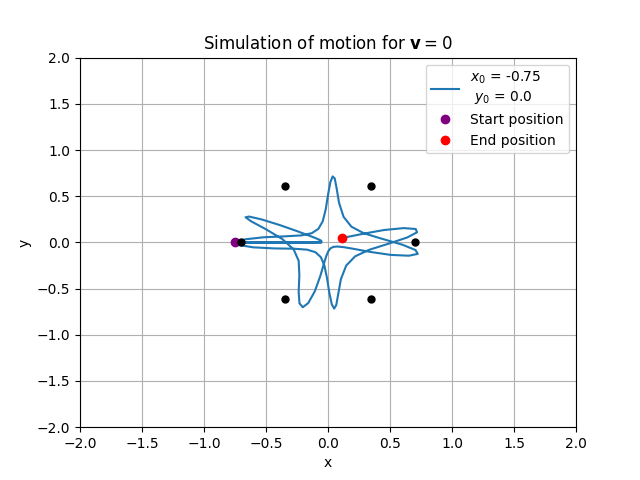 Simulation of motion for v = 0
x₀ = -0.75
y₀ = 0.0
Start position
End position
2.0
1.5
1.0
0.5
0.0
−0.5
−1.0
−1.5
−2.0
y
−2.0 −1.5 −1.0 −0.5 0.0 0.5 1.0 1.5 2.0
x